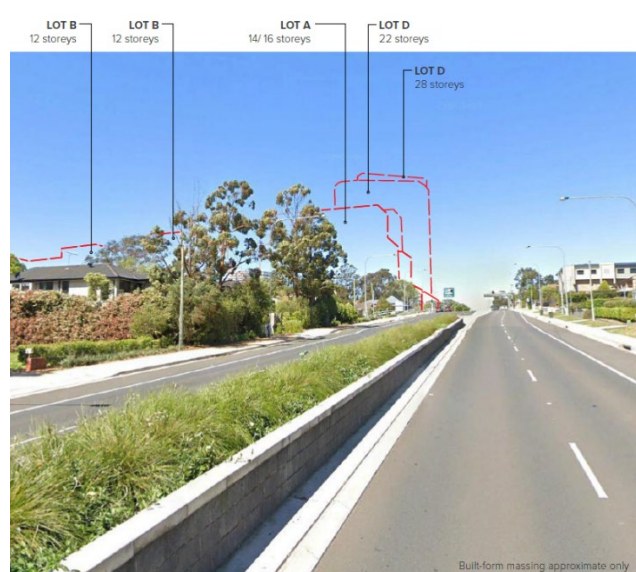 LOT B
12 storeys
LOT B
12 storeys
LOT A
14/ 16 storeys
LOT D
22 storeys
LOT D
28 storeys
Built-form massing approximate only